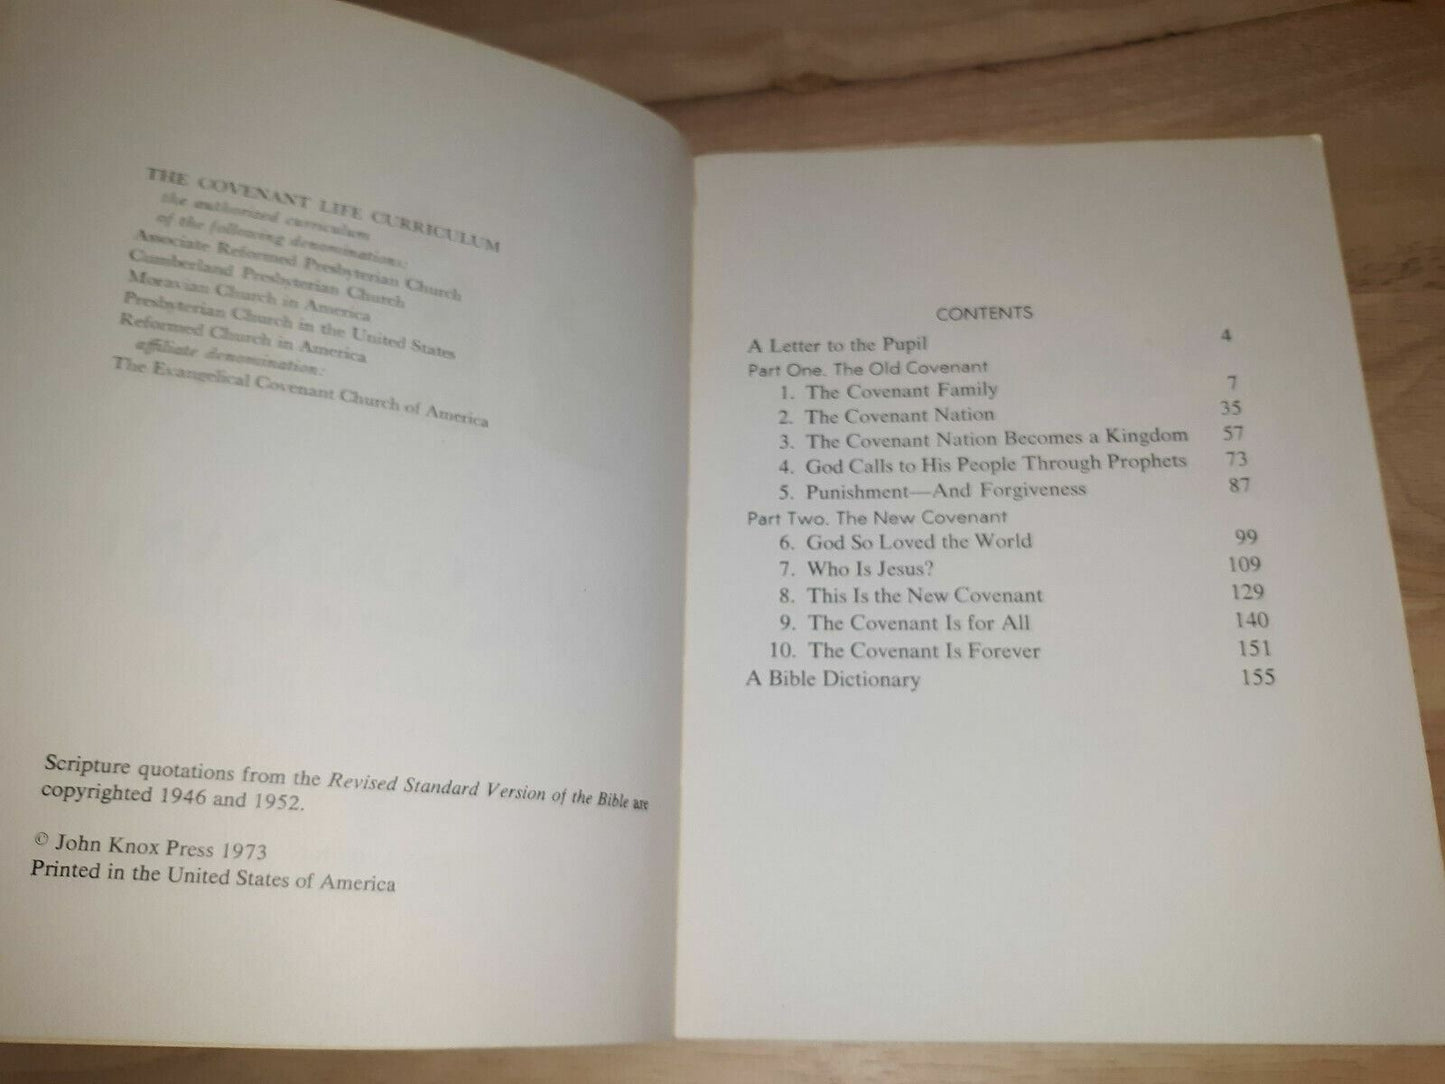 THE COVENANT LIFE CURRICULUM
the authorized curriculum
of the following denominations:
Associate Reformed Presbyterian Church
Cumberland Presbyterian Church
Moravian Church in America
Presbyterian Church in the United States
Reformed Church in America
affiliate denomination:
The Evangelical Covenant Church of America
Scripture quotations from the Revised Standard Version of the Bible are
copyrighted 1946 and 1952.
© John Knox Press 1973
Printed in the United States of America
CONTENTS
A Letter to the Pupil 4
Part One. The Old Covenant
1. The Covenant Family 7
2. The Covenant Nation 35
3. The Covenant Nation Becomes a Kingdom 57
4. God Calls to His People Through Prophets 73
5. Punishment—And Forgiveness 87
Part Two. The New Covenant
6. God So Loved the World 99
7. Who Is Jesus? 109
8. This Is the New Covenant 129
9. The Covenant Is for All 140
10. The Covenant Is Forever 151
A Bible Dictionary 155